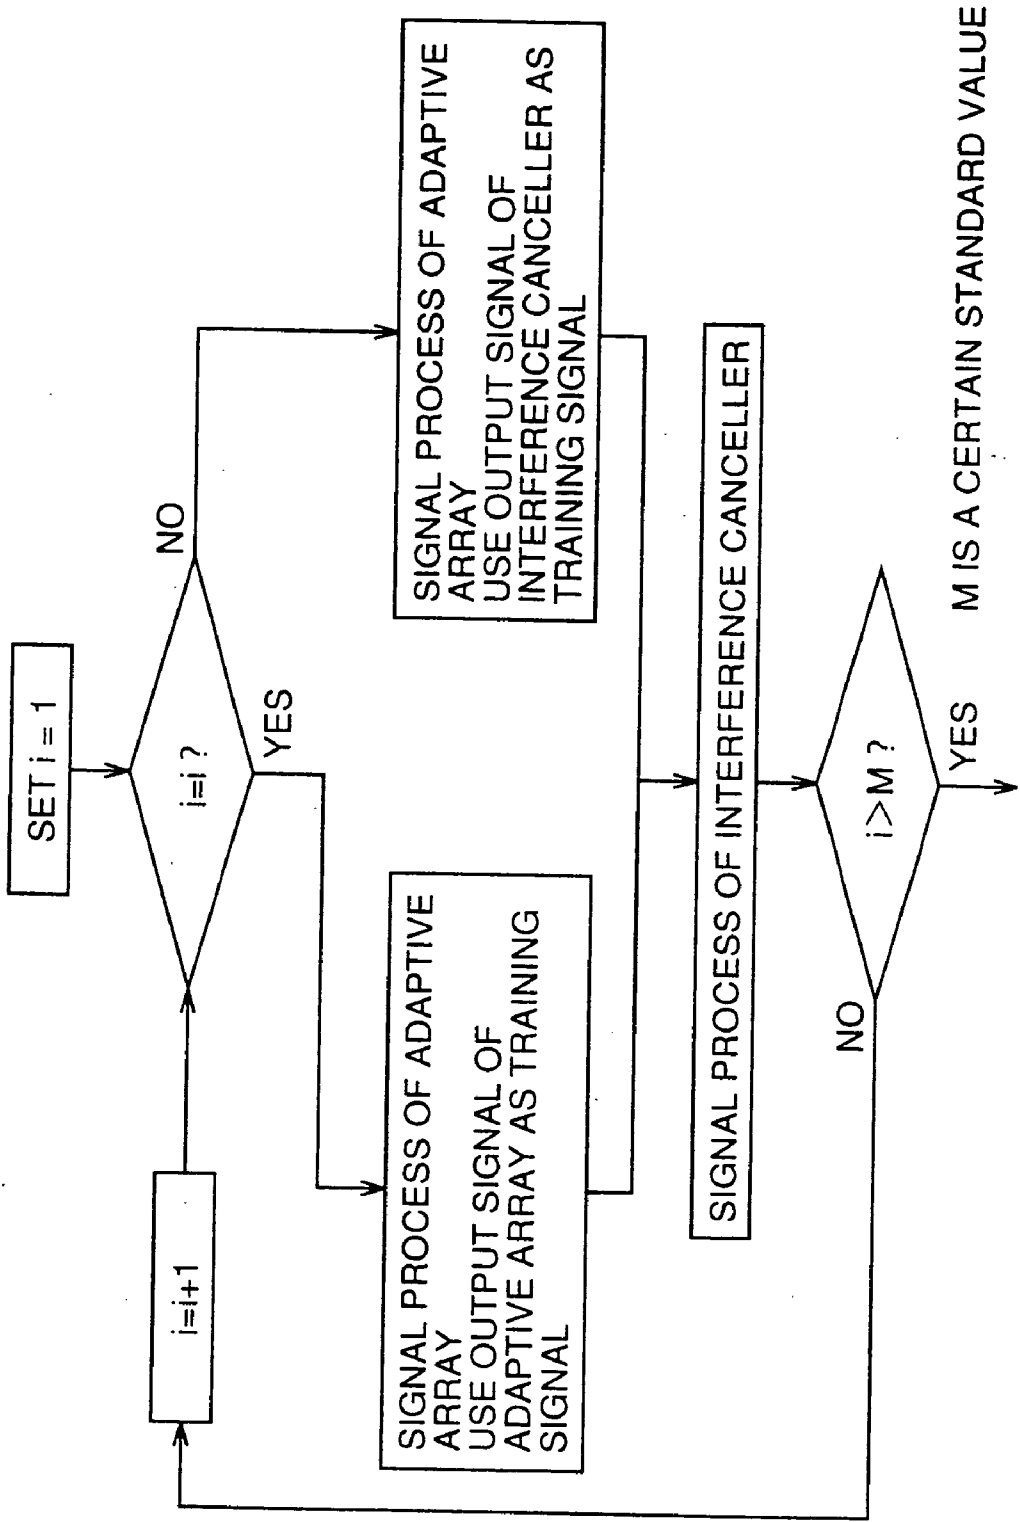 SET i = 1
i=i ?
NO
YES
i=i+1
SIGNAL PROCESS OF ADAPTIVE
ARRAY
USE OUTPUT SIGNAL OF
ADAPTIVE ARRAY AS TRAINING
SIGNAL
SIGNAL PROCESS OF ADAPTIVE
ARRAY
USE OUTPUT SIGNAL OF
INTERFERENCE CANCELLER AS
TRAINING SIGNAL
SIGNAL PROCESS OF INTERFERENCE CANCELLER
i>M ?
NO
YES
M IS A CERTAIN STANDARD VALUE